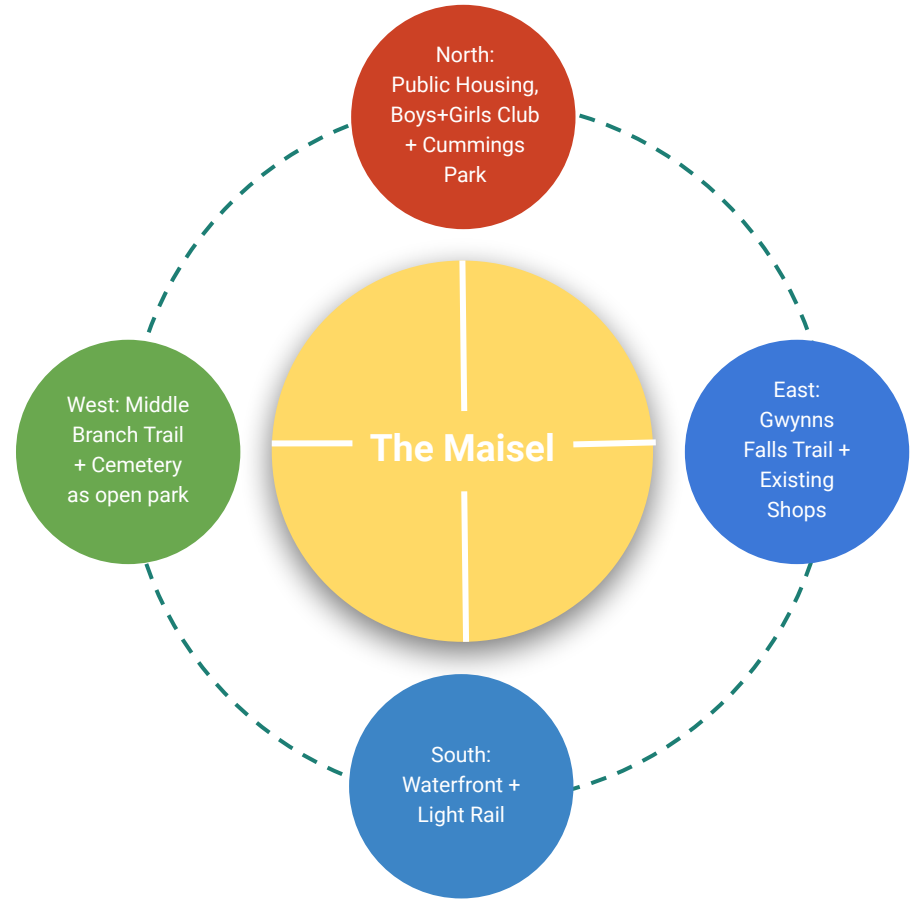 North:
Public Housing,
Boys+Girls Club
+ Cummings
Park
West: Middle
Branch Trail
+ Cemetery
as open park
The Maisel
East:
Gwynns
Falls Trail +
Existing
Shops
South:
Waterfront +
Light Rail